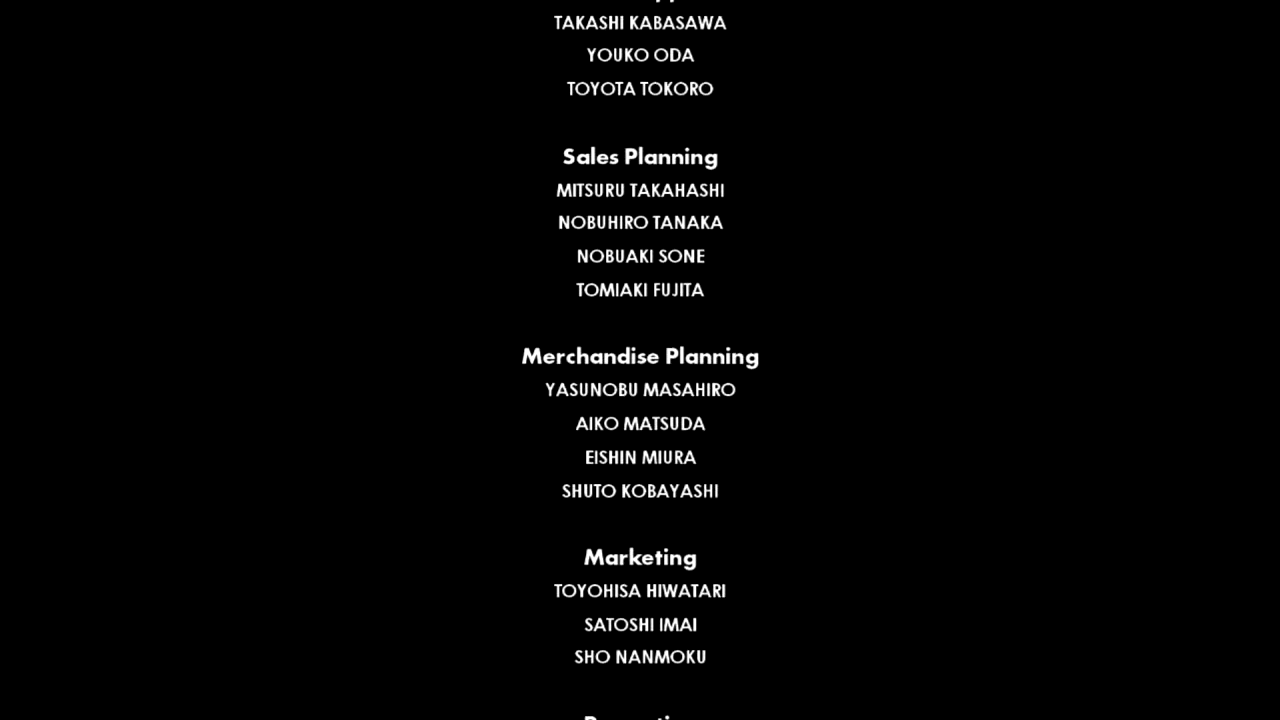 TAKASHI KABASAWA
YOUKO ODA
TOYOTA TOKORO
Sales Planning
MITSURU TAKAHASHI
NOBUHIRO TANAKA
NOBUAKI SONE
TOMIAKI FUJITA
Merchandise Planning
YASUNOBU MASAHIRO
AIKO MATSUDA
EISHIN MIURA
SHUTO KOBAYASHI
Marketing
TOYOHISA HIWATARI
SATOSHI IMAI
SHO NANMOKU